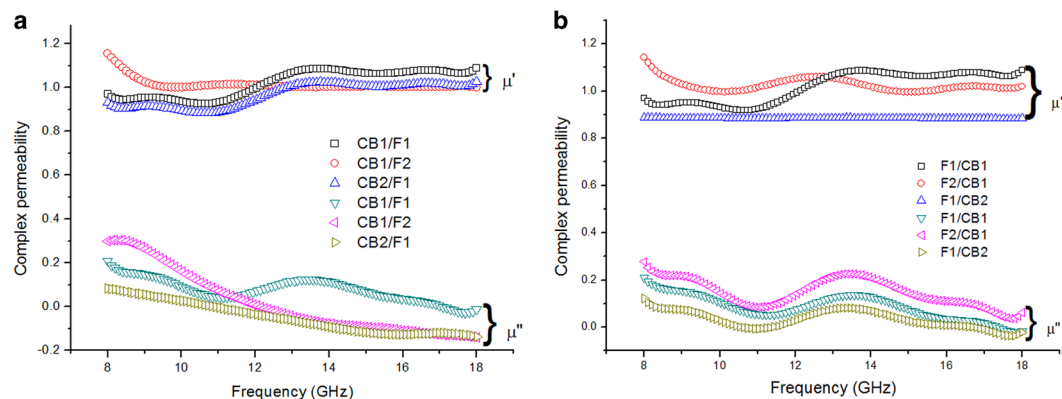 a
1.2
1.0
0.8
0.6
0.4
0.2
0.0
-0.2
Complex permeability
8
10
12
14
16
18
Frequency (GHz)
CB1/F1
CB1/F2
CB2/F1
CB1/F1
CB1/F2
CB2/F1
μ'
μ"
b
1.2
1.0
0.8
0.6
0.4
0.2
0.0
Complex permeability
8
10
12
14
16
18
Frequency (GHz)
F1/CB1
F2/CB1
F1/CB2
F1/CB1
F2/CB1
F1/CB2
μ'
μ"